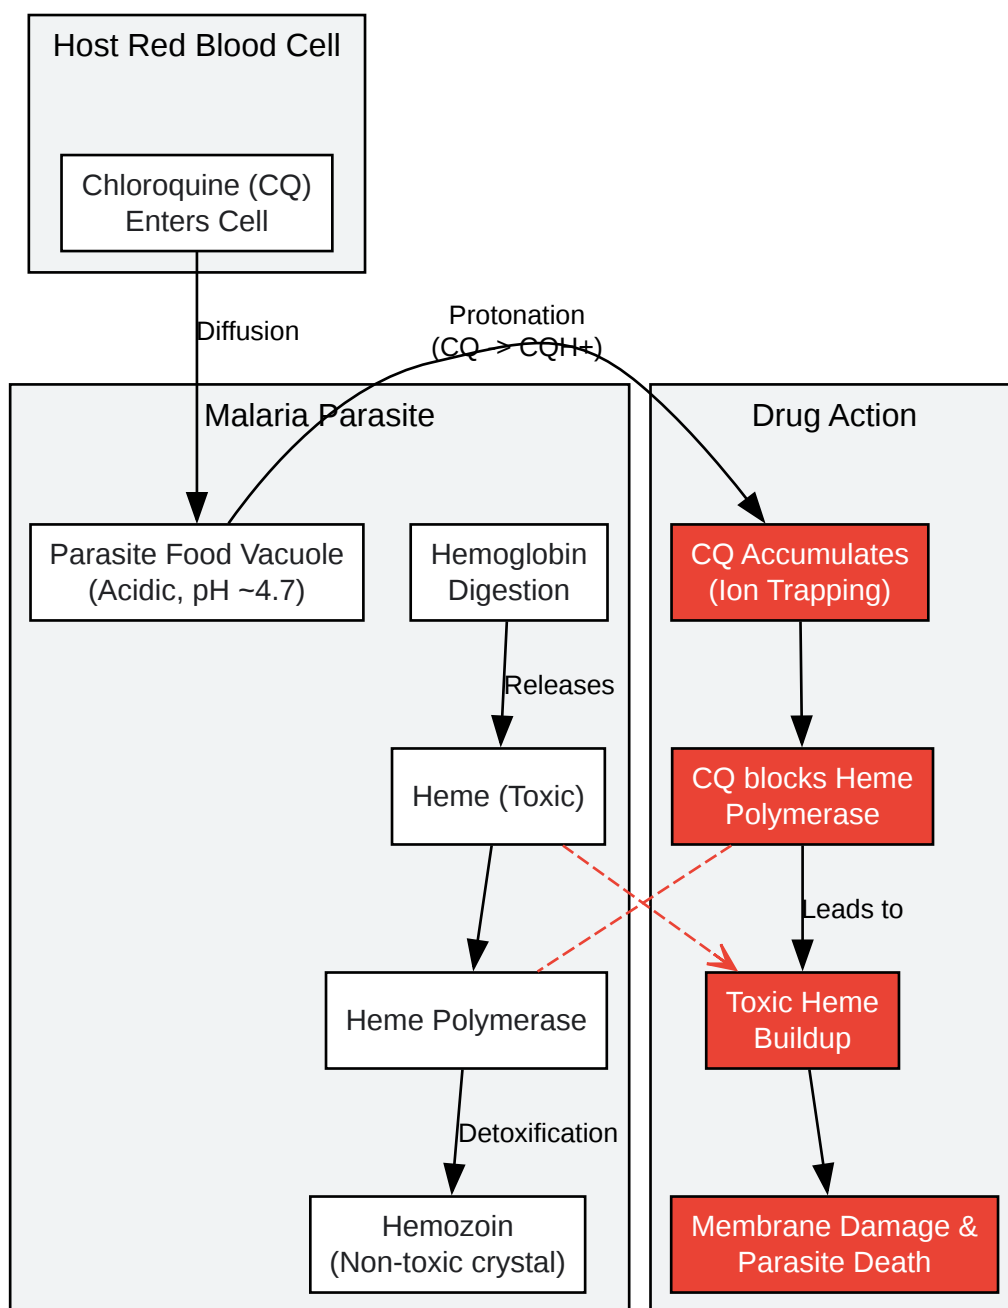 Host Red Blood Cell
Chloroquine (CQ)
Enters Cell
Diffusion
Protonation
(CQ -> CQH+)
Malaria Parasite
Drug Action
Parasite Food Vacuole
(Acidic, pH ~4.7)
Hemoglobin
Digestion
CQ Accumulates
(Ion Trapping)
Releases
Heme (Toxic)
CQ blocks Heme
Polymerase
Leads to
Heme Polymerase
Toxic Heme
Buildup
Detoxification
Hemozoin
(Non-toxic crystal)
Membrane Damage &
Parasite Death